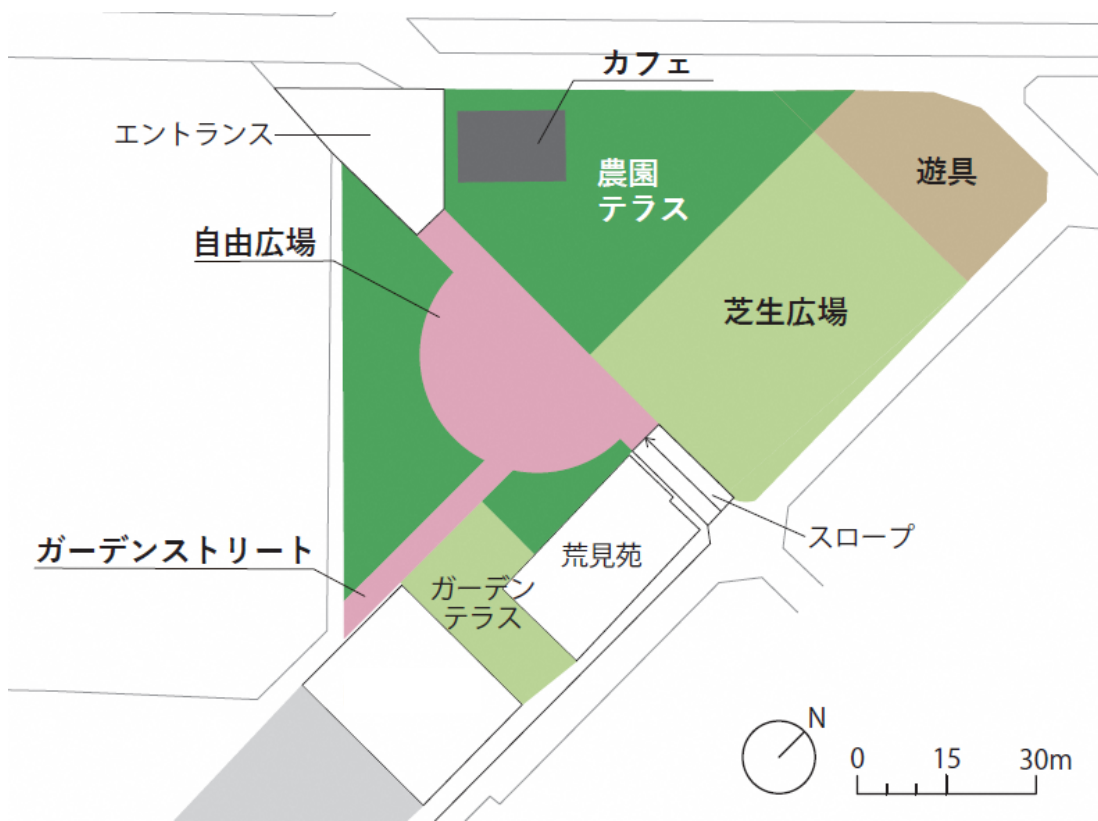 カフェ
エントランス
農園
テラス
遊具
自由広場
芝生広場
ガーデンストリート
荒見苑
スロープ
ガーデン
テラス
N
0 15 30m